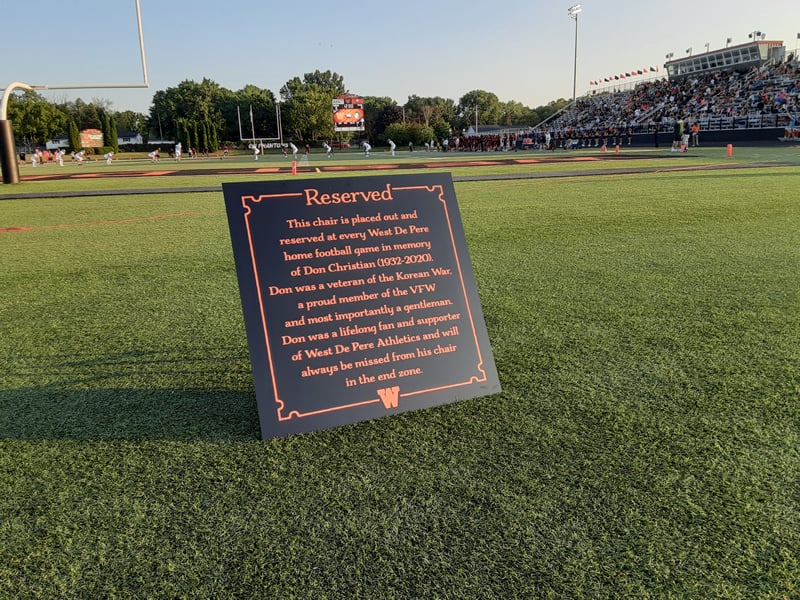 Reserved
This chair is placed out and
reserved at every West De Pere
home football game in memory
of Don Christian (1932-2020).
Don was a veteran of the Korean War,
a proud member of the VFW
and most importantly a gentleman.
Don was a lifelong fan and supporter
of West De Pere Athletics and will
always be missed from his chair
in the end zone.
W